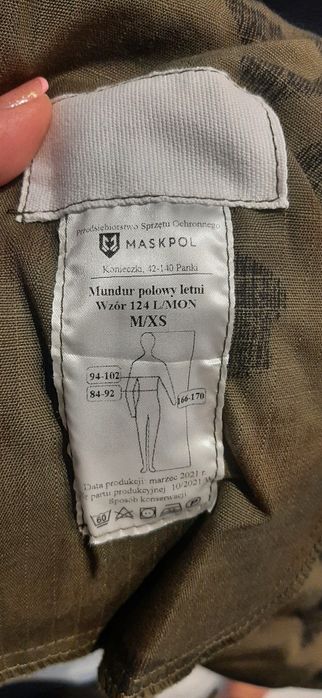 Przedsiębiorstwo Sprzętu Ochronnego
MASKPOL
Konieczki, 42-140 Panki
Mundur polowy letni
Wzór 124 L/MON
M/XS
94-102
84-92
166-170
Data produkcji: marzec 2021 r.
nr partii produkcyjnej 10/2021
Sposób konserwacji
60
P